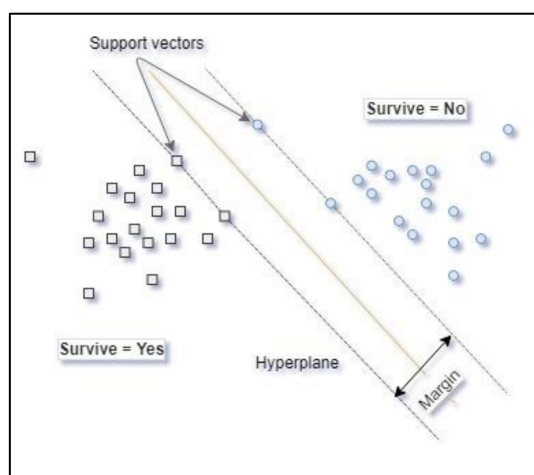 Support vectors
Survive = No
Survive = Yes
Hyperplane
Margin